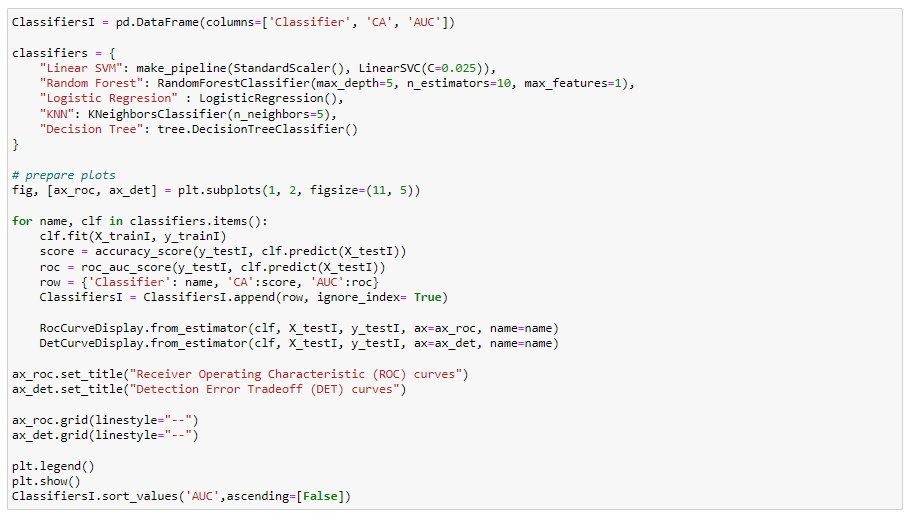 ClassifiersI = pd.DataFrame(columns=['Classifier', 'CA', 'AUC'])

classifiers = {
    "Linear SVM": make_pipeline(StandardScaler(), LinearSVC(C=0.025)),
    "Random Forest": RandomForestClassifier(max_depth=5, n_estimators=10, max_features=1),
    "Logistic Regresion" : LogisticRegression(),
    "KNN": KNeighborsClassifier(n_neighbors=5),
    "Decision Tree": tree.DecisionTreeClassifier()
}

# prepare plots
fig, [ax_roc, ax_det] = plt.subplots(1, 2, figsize=(11, 5))

for name, clf in classifiers.items():
    clf.fit(X_trainI, y_trainI)
    score = accuracy_score(y_testI, clf.predict(X_testI))
    roc = roc_auc_score(y_testI, clf.predict(X_testI))
    row = {'Classifier': name, 'CA':score, 'AUC':roc}
    ClassifiersI = ClassifiersI.append(row, ignore_index= True)

    RocCurveDisplay.from_estimator(clf, X_testI, y_testI, ax=ax_roc, name=name)
    DetCurveDisplay.from_estimator(clf, X_testI, y_testI, ax=ax_det, name=name)

ax_roc.set_title("Receiver Operating Characteristic (ROC) curves")
ax_det.set_title("Detection Error Tradeoff (DET) curves")

ax_roc.grid(linestyle="--")
ax_det.grid(linestyle="--")

plt.legend()
plt.show()
ClassifiersI.sort_values('AUC',ascending=[False])